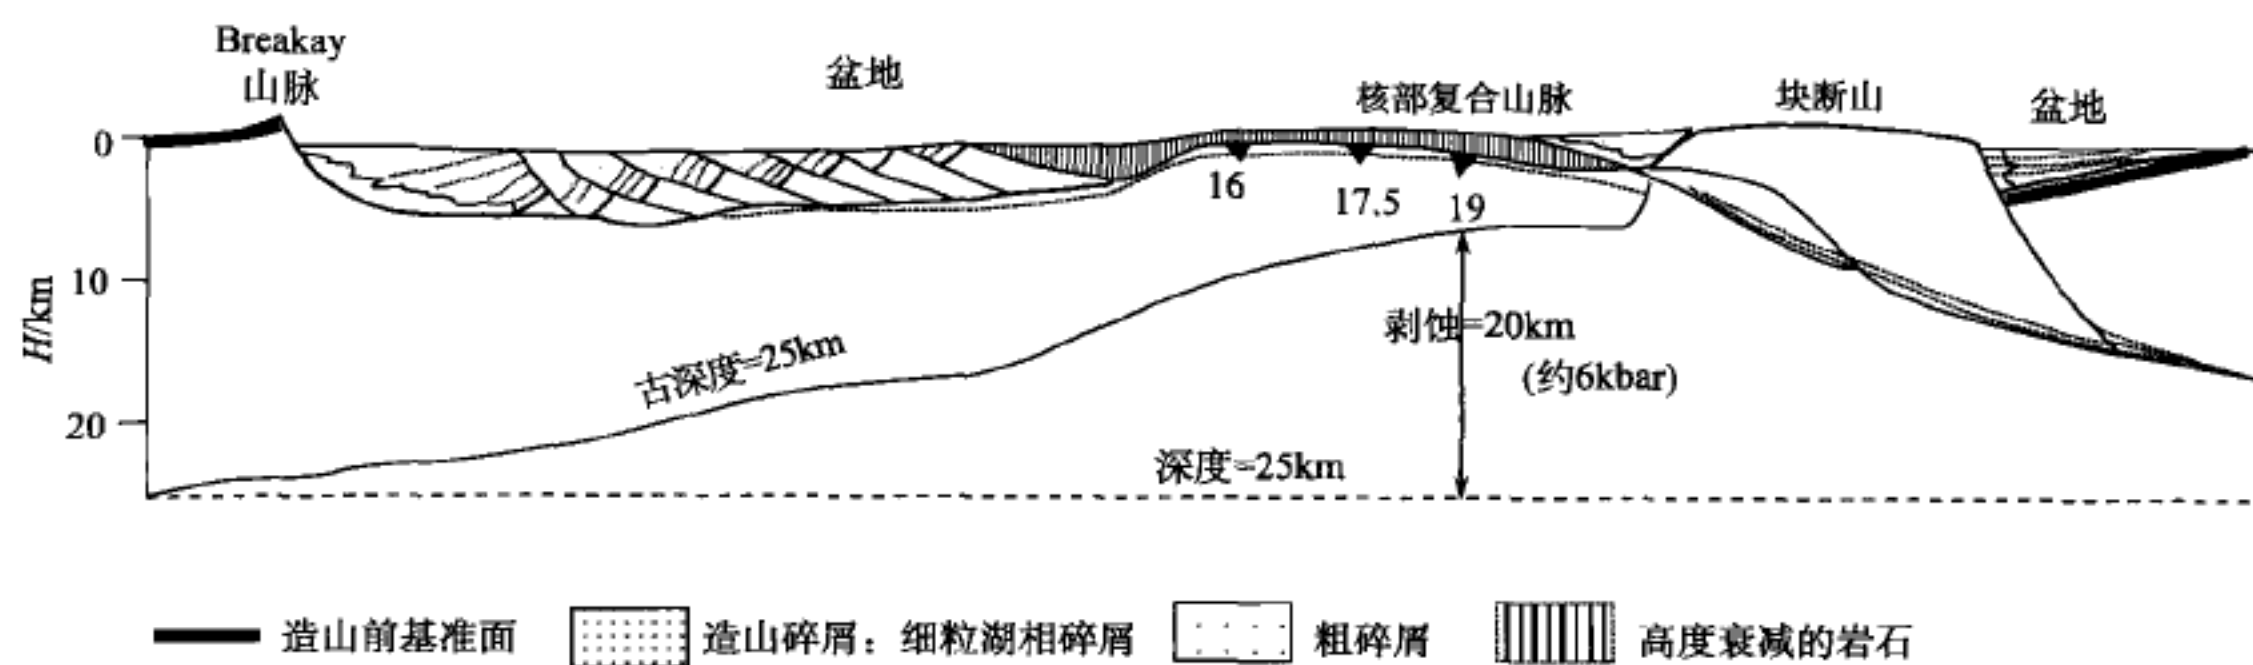 Breakay
山脉
盆地
核部复合山脉
块断山
盆地
0
10
20
H/km
16
17.5
19
剥蚀=20km
(约6kbar)
古深度=25km
深度=25km
造山前基准面
造山碎屑：细粒湖相碎屑
粗碎屑
高度衰减的岩石